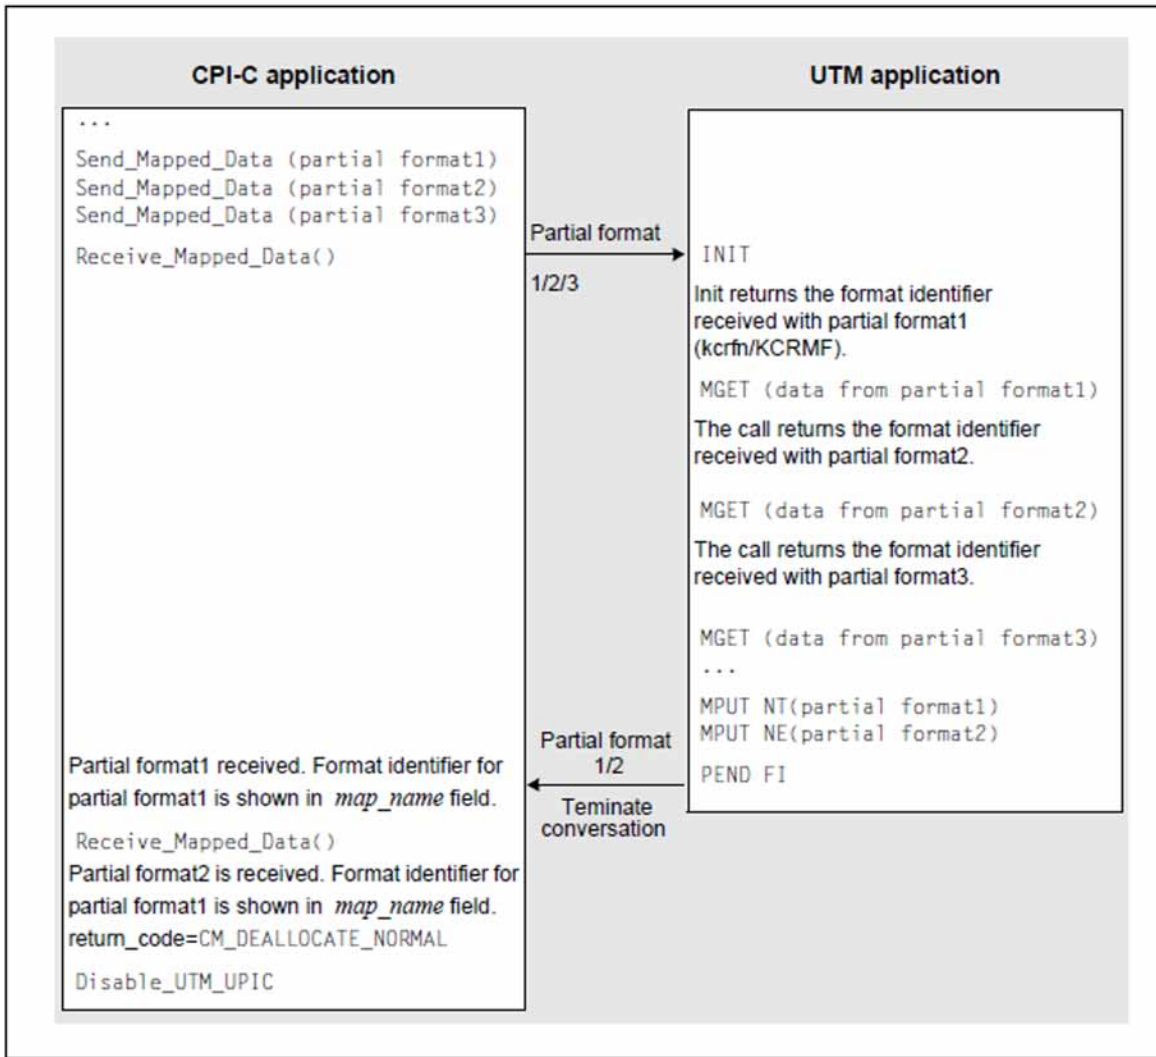 CPI-C application
...
Send_Mapped_Data (partial format1)
Send_Mapped_Data (partial format2)
Send_Mapped_Data (partial format3)
Receive_Mapped_Data()
Partial format
1/2/3
UTM application
INIT
Init returns the format identifier
received with partial format1
(kcrfn/KCRMF).
MGET (data from partial format1)
The call returns the format identifier
received with partial format2.
MGET (data from partial format2)
The call returns the format identifier
received with partial format3.
MGET (data from partial format3)
...
MPUT NT(partial format1)
MPUT NE(partial format2)
PEND FI
Partial format
1/2
Teminate
conversation
Partial format1 received. Format identifier for
partial format1 is shown in map_name field.
Receive_Mapped_Data()
Partial format2 is received. Format identifier for
partial format1 is shown in map_name field.
return_code=CM_DEALLOCATE_NORMAL
Disable_UTM_UPIC